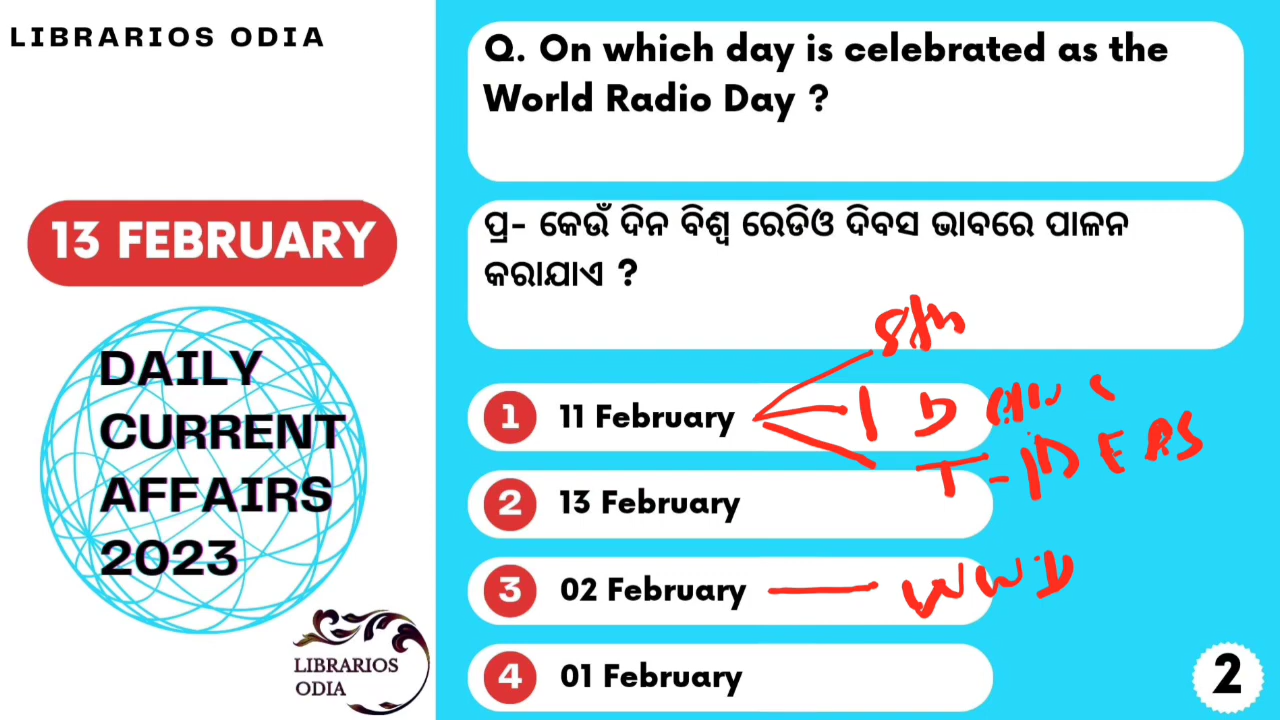 LIBRARIOS ODIA
13 FEBRUARY
DAILY
CURRENT
AFFAIRS
2023
LIBRARIOS
ODIA
Q. On which day is celebrated as the
World Radio Day ?
ପ୍ର- କେଉଁ ଦିନ ବିଶ୍ୱ ରେଡିଓ ଦିବସ ଭାବରେ ପାଳନ
କରାଯାଏ ?
1 11 February
2 13 February
3 02 February
WWD
4 01 February
2